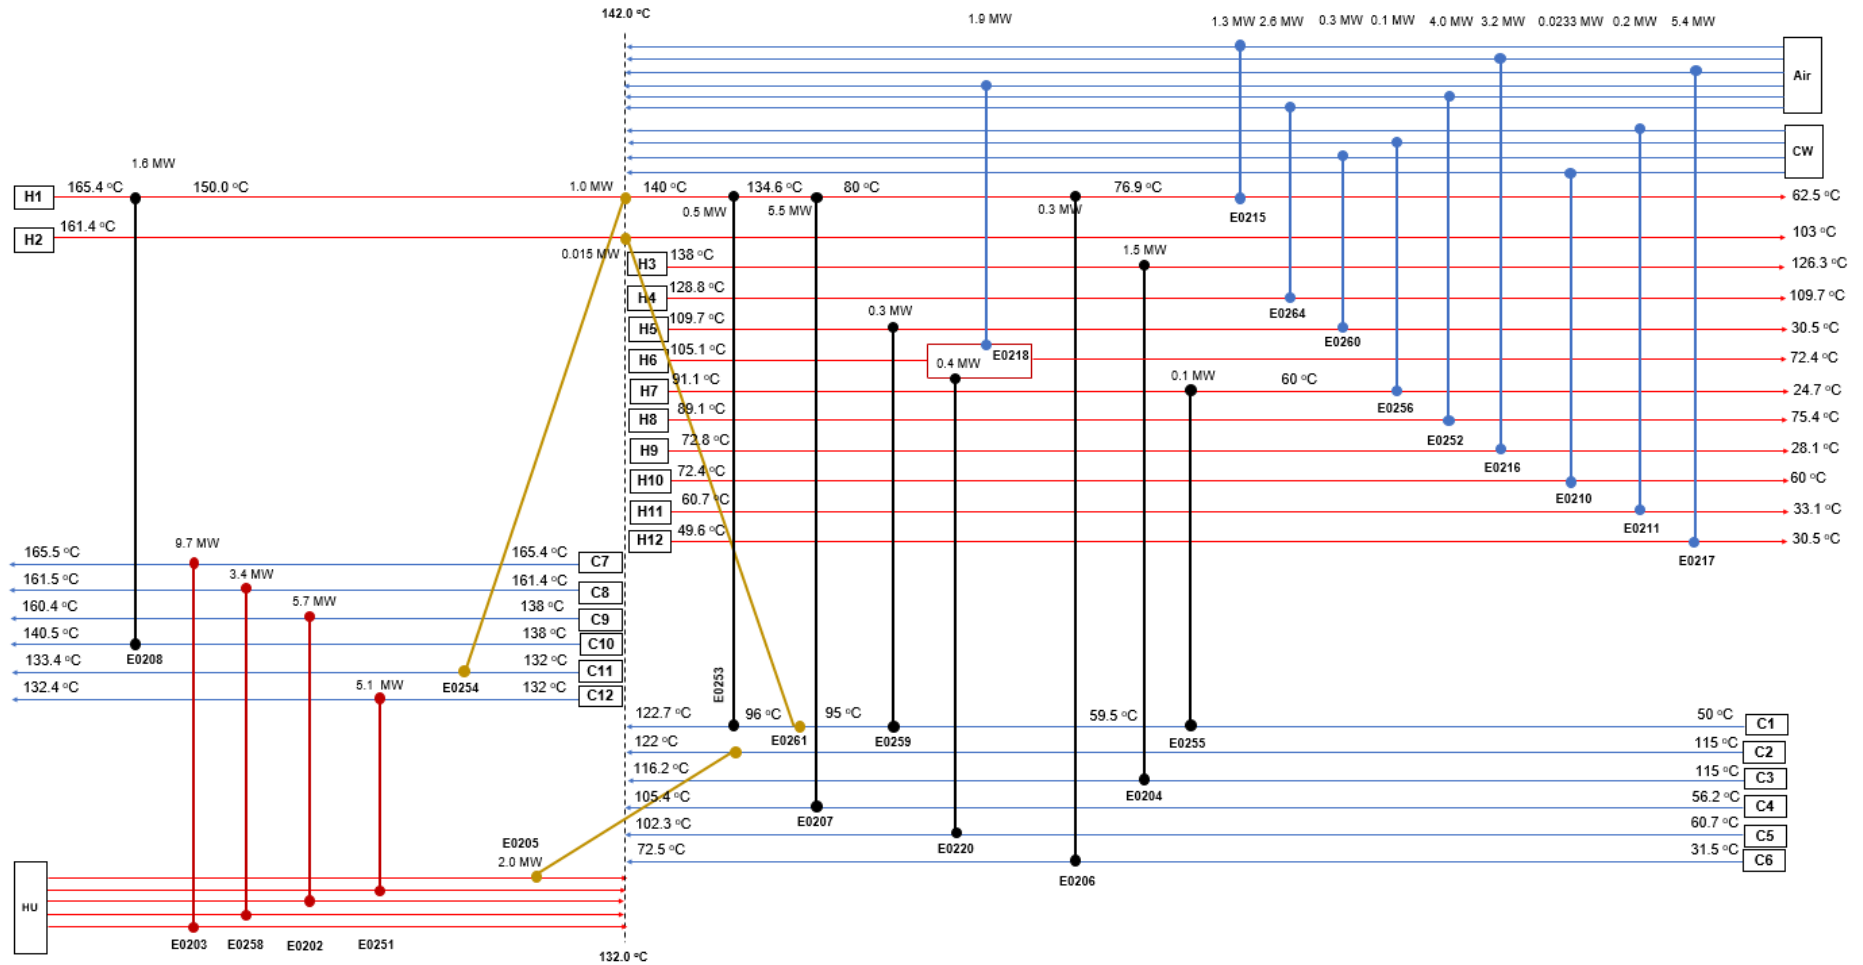 142.0 °C
1.9 MW
1.3 MW 2.6 MW 0.3 MW 0.1 MW 4.0 MW 3.2 MW 0.0233 MW 0.2 MW 5.4 MW
Air
CW
1.6 MW
H1 165.4 °C 150.0 °C 1.0 MW 140 °C 134.6 °C 80 °C 76.9 °C 62.5 °C
0.5 MW 5.5 MW 0.3 MW E0215
H2 161.4 °C 103 °C
0.015 MW H3 138 °C 1.5 MW 126.3 °C
H4 128.8 °C 109.7 °C
E0264
H5 109.7 °C 0.3 MW 30.5 °C
E0260
H6 105.1 °C 0.4 MW E0218 72.4 °C
H7 91.1 °C 0.1 MW 60 °C 24.7 °C
E0256
H8 89.1 °C 75.4 °C
E0252
H9 72.8 °C 28.1 °C
E0216
H10 72.4 °C 60 °C
E0210
H11 60.7 °C 33.1 °C
E0211
H12 49.6 °C 30.5 °C
E0217
165.5 °C 9.7 MW 165.4 °C C7
161.5 °C 3.4 MW 161.4 °C C8
160.4 °C 5.7 MW 138 °C C9
140.5 °C 138 °C C10
E0208
133.4 °C 132 °C C11
E0254
132.4 °C 5.1 MW 132 °C C12
E0253
122.7 °C 96 °C 95 °C 59.5 °C 50 °C C1
E0261 E0259 E0255
122 °C 115 °C C2
116.2 °C 115 °C C3
E0204
105.4 °C 56.2 °C C4
E0207
102.3 °C 60.7 °C C5
E0220
72.5 °C 31.5 °C C6
E0206
E0205
2.0 MW
HU
E0203 E0258 E0202 E0251
132.0 °C